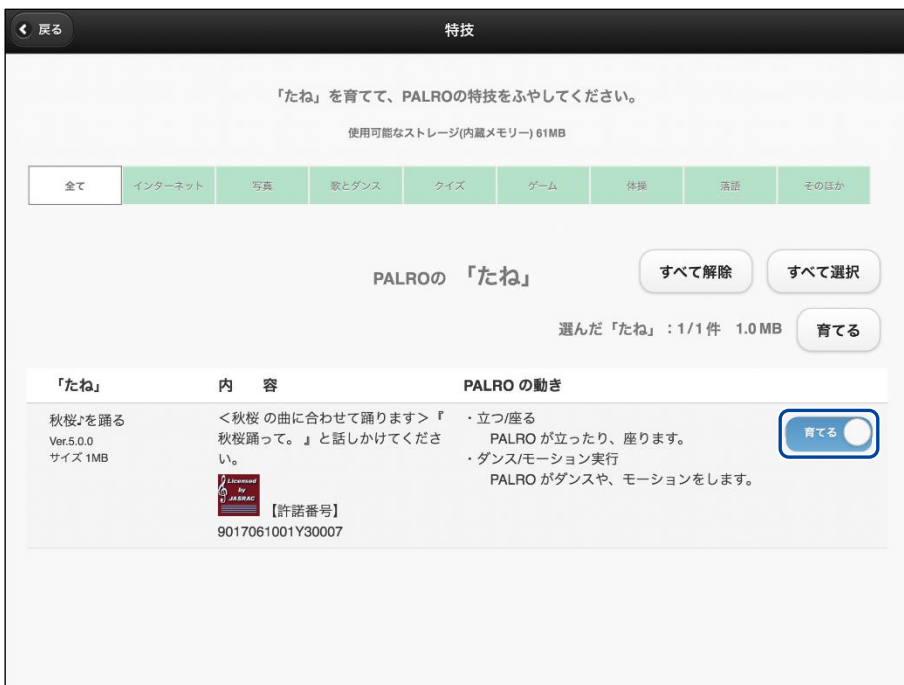 戻る
特技
「たね」を育てて、PALROの特技をふやしてください。
使用可能なストレージ(内蔵メモリー) 61MB
全て インターネット 写真 歌とダンス クイズ ゲーム 体操 落語 そのほか
PALROの 「たね」 すべて解除 すべて選択
選んだ「たね」：1/1件 1.0MB 育てる
「たね」 内 容 PALRO の動き
秋桜♪を踊る
Ver.5.0.0
サイズ 1MB
＜秋桜 の曲に合わせて踊ります＞『
秋桜踊って。』と話しかけてくださ
い。
Licensed
by
JASRAC
【許諾番号】
9017061001Y30007
・立つ/座る
PALRO が立ったり、座ります。
・ダンス/モーション実行
PALRO がダンスや、モーションをします。
育てる